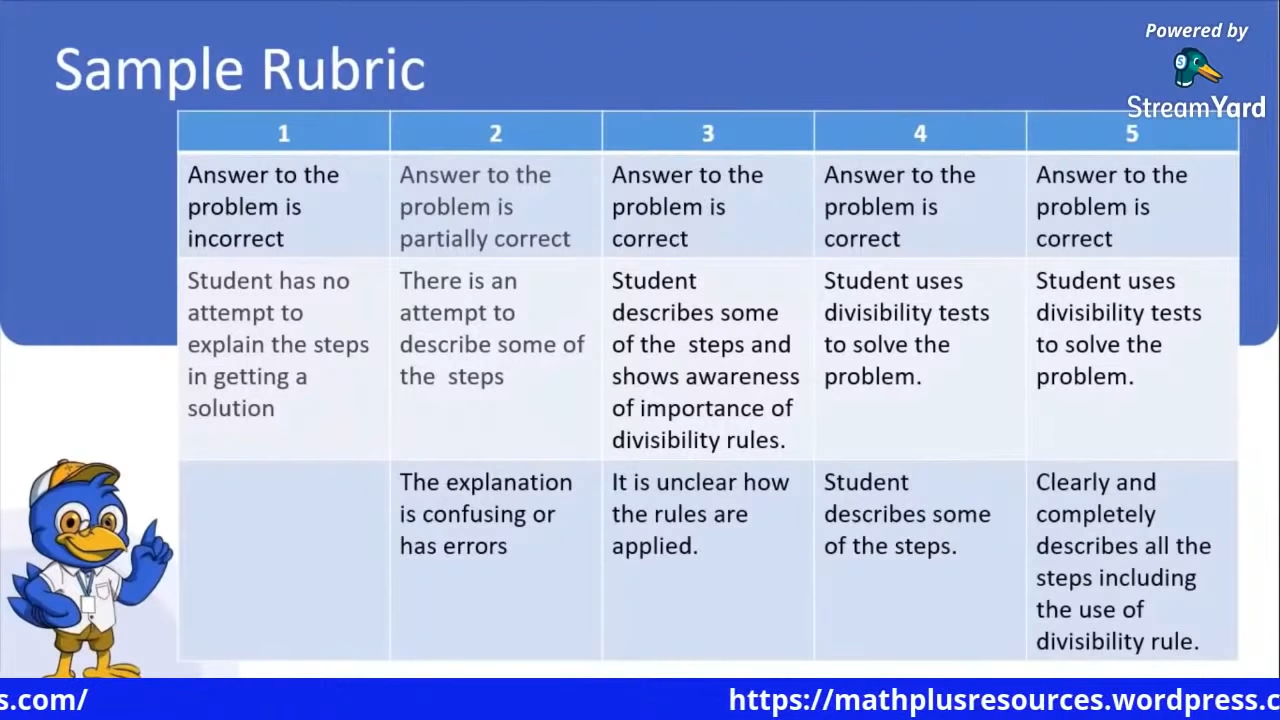 Powered by
StreamYard
Sample Rubric
1
2
3
4
5
Answer to the
problem is
incorrect
Answer to the
problem is
partially correct
Answer to the
problem is
correct
Answer to the
problem is
correct
Answer to the
problem is
correct
Student has no
attempt to
explain the steps
in getting a
solution
There is an
attempt to
describe some of
the steps
Student
describes some
of the steps and
shows awareness
of importance of
divisibility rules.
Student uses
divisibility tests
to solve the
problem.
Student uses
divisibility tests
to solve the
problem.
The explanation
is confusing or
has errors
It is unclear how
the rules are
applied.
Student
describes some
of the steps.
Clearly and
completely
describes all the
steps including
the use of
divisibility rule.
s.com/ https://mathplusresources.wordpress.c